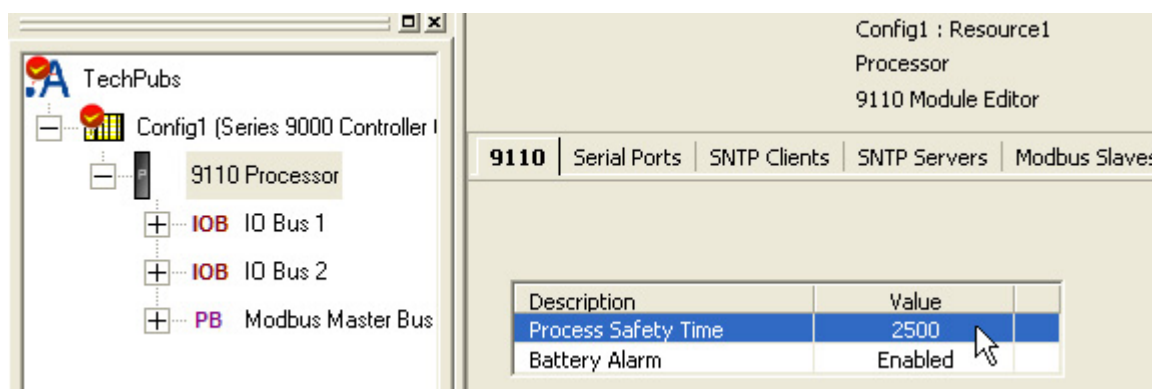 TechPubs
Config1 (Series 9000 Controller
9110 Processor
IOB IO Bus 1
IOB IO Bus 2
PB Modbus Master Bus
Config1 : Resource1
Processor
9110 Module Editor
9110 Serial Ports SNTP Clients SNTP Servers Modbus Slaves
Description Value
Process Safety Time 2500
Battery Alarm Enabled